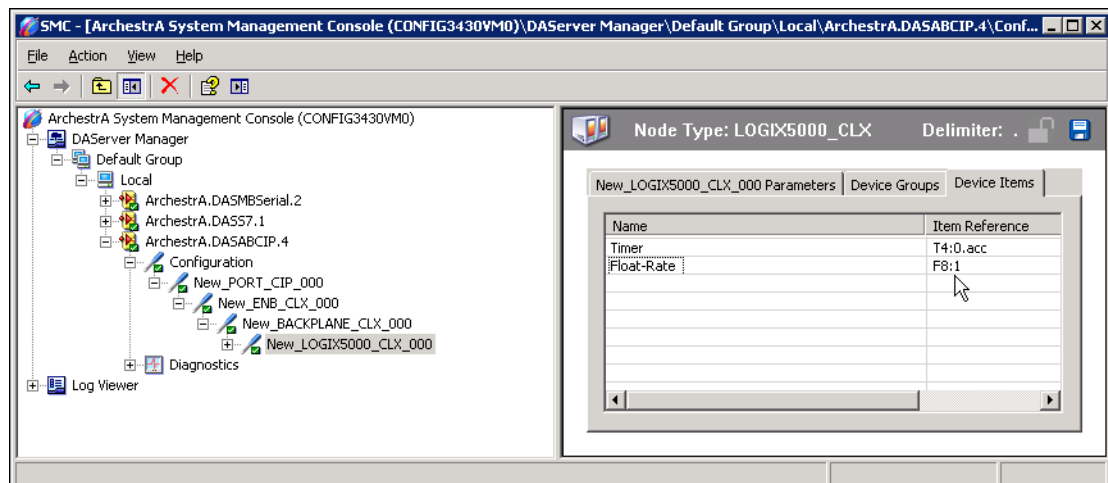 SMC - [ArchestrA System Management Console (CONFIG3430VM0)\DAServer Manager\Default Group\Local\ArchestrA.DASABCIP.4\Conf...
File Action View Help
ArchestrA System Management Console (CONFIG3430VM0)
DAServer Manager
Default Group
Local
ArchestrA.DASMBSerial.2
ArchestrA.DASS7.1
ArchestrA.DASABCIP.4
Configuration
New_PORT_CIP_000
New_ENB_CLX_000
New_BACKPLANE_CLX_000
New_LOGIX5000_CLX_000
Diagnostics
Log Viewer
Node Type: LOGIX5000_CLX Delimiter: .
New_LOGIX5000_CLX_000 Parameters Device Groups Device Items
Name Item Reference
Timer T4:0.acc
Float-Rate F8:1